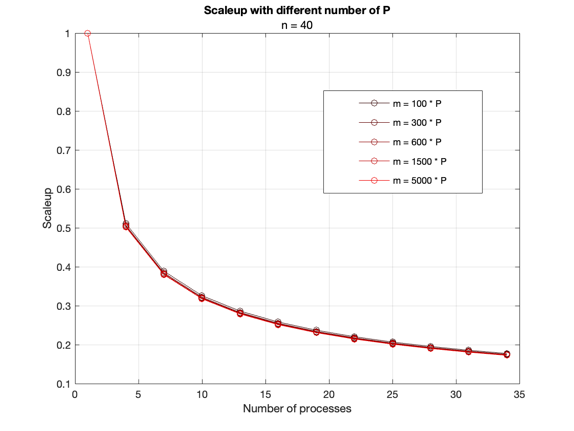 Scaleup with different number of P
n = 40
1
0.9
0.8
0.7
0.6
0.5
0.4
0.3
0.2
0.1
Scaleup
m = 100 * P
m = 300 * P
m = 600 * P
m = 1500 * P
m = 5000 * P
0 5 10 15 20 25 30 35
Number of processes